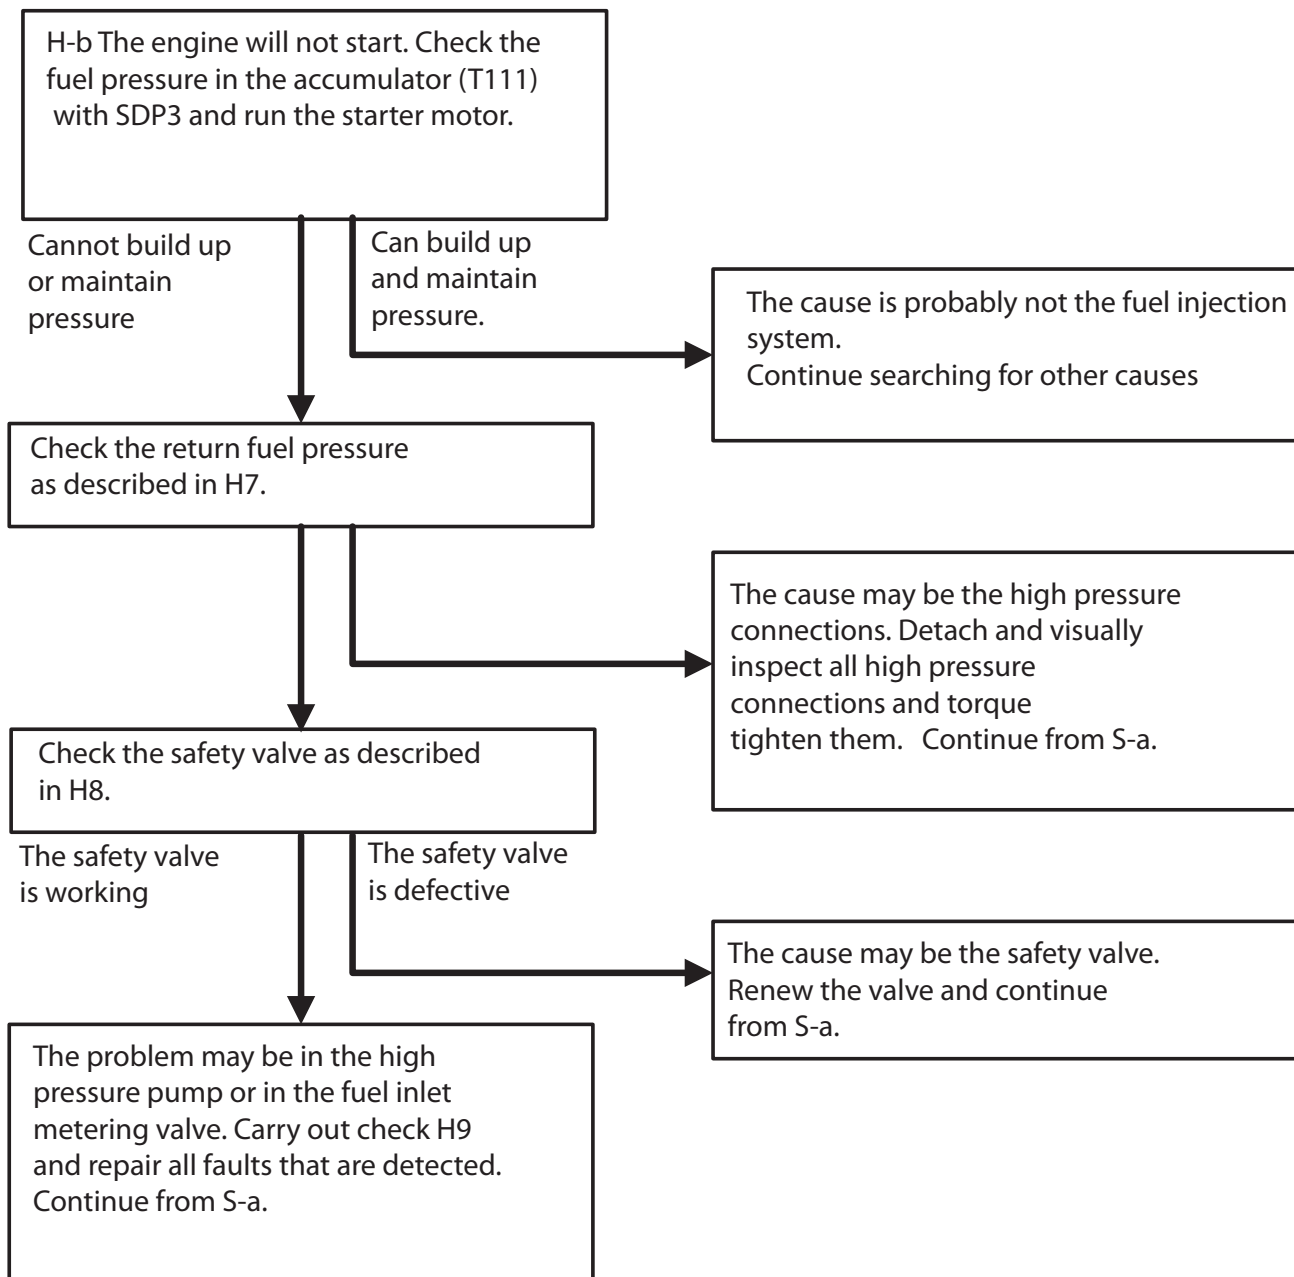 H-b The engine will not start. Check the
fuel pressure in the accumulator (T111)
with SDP3 and run the starter motor.
Cannot build up
or maintain
pressure
Can build up
and maintain
pressure.
The cause is probably not the fuel injection
system.
Continue searching for other causes
Check the return fuel pressure
as described in H7.
The cause may be the high pressure
connections. Detach and visually
inspect all high pressure
connections and torque
tighten them. Continue from S-a.
Check the safety valve as described
in H8.
The safety valve
is working
The safety valve
is defective
The cause may be the safety valve.
Renew the valve and continue
from S-a.
The problem may be in the high
pressure pump or in the fuel inlet
metering valve. Carry out check H9
and repair all faults that are detected.
Continue from S-a.